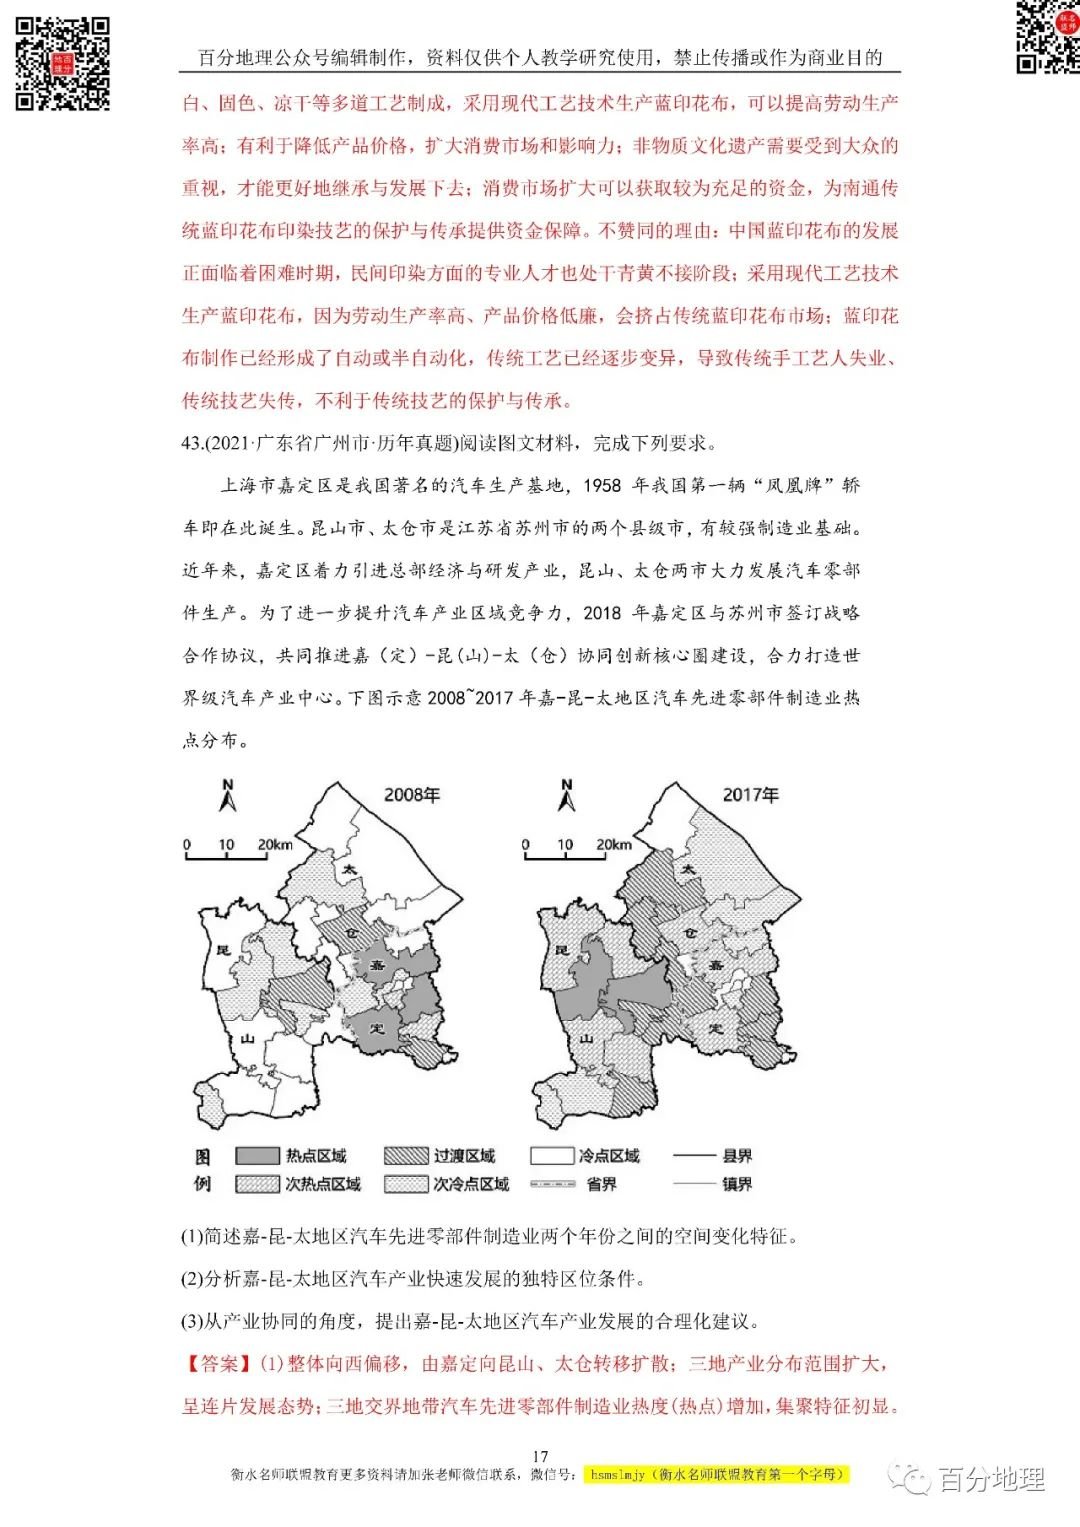 百分地理公众号编辑制作，资料仅供个人教学研究使用，禁止传播或作为商业目的
白、固色、凉干等多道工艺制成，采用现代工艺技术生产蓝印花布，可以提高劳动生产
率高；有利于降低产品价格，扩大消费市场和影响力；非物质文化遗产需要受到大众的
重视，才能更好地继承与发展下去；消费市场扩大可以获取较为充足的资金，为南通传
统蓝印花布印染技艺的保护与传承提供资金保障。不赞同的理由：中国蓝印花布的发展
正面临着困难时期，民间印染方面的专业人才也处于青黄不接阶段；采用现代工艺技术
生产蓝印花布，因为劳动生产率高、产品价格低廉，会挤占传统蓝印花布市场；蓝印花
布制作已经形成了自动或半自动化，传统工艺已经逐步变异，导致传统手工艺人失业、
传统技艺失传，不利于传统技艺的保护与传承。
43.(2021·广东省广州市·历年真题)阅读图文材料，完成下列要求。
上海市嘉定区是我国著名的汽车生产基地，1958 年我国第一辆“凤凰牌”轿
车即在此诞生。昆山市、太仓市是江苏省苏州市的两个县级市，有较强制造业基础。
近年来，嘉定区着力引进总部经济与研发产业，昆山、太仓两市大力发展汽车零部
件生产。为了进一步提升汽车产业区域竞争力，2018 年嘉定区与苏州市签订战略
合作协议，共同推进嘉（定）-昆(山)-太（仓）协同创新核心圈建设，合力打造世
界级汽车产业中心。下图示意2008~2017年嘉-昆-太地区汽车先进零部件制造业热
点分布。
N
2008年
0 10 20km
太
仓
昆
嘉
山
定
N
2017年
0 10 20km
太
仓
昆
嘉
山
定
图 热点区域 过渡区域 冷点区域 县界
例 次热点区域 次冷点区域 省界 镇界
(1)简述嘉-昆-太地区汽车先进零部件制造业两个年份之间的空间变化特征。
(2)分析嘉-昆-太地区汽车产业快速发展的独特区位条件。
(3)从产业协同的角度，提出嘉-昆-太地区汽车产业发展的合理化建议。
【答案】(1)整体向西偏移，由嘉定向昆山、太仓转移扩散；三地产业分布范围扩大，
呈连片发展态势；三地交界地带汽车先进零部件制造业热度(热点)增加，集聚特征初显。
17
衡水名师联盟教育更多资料请加张老师微信联系，微信号： hsmslmjy（衡水名师联盟教育第一个字母）
百分地理